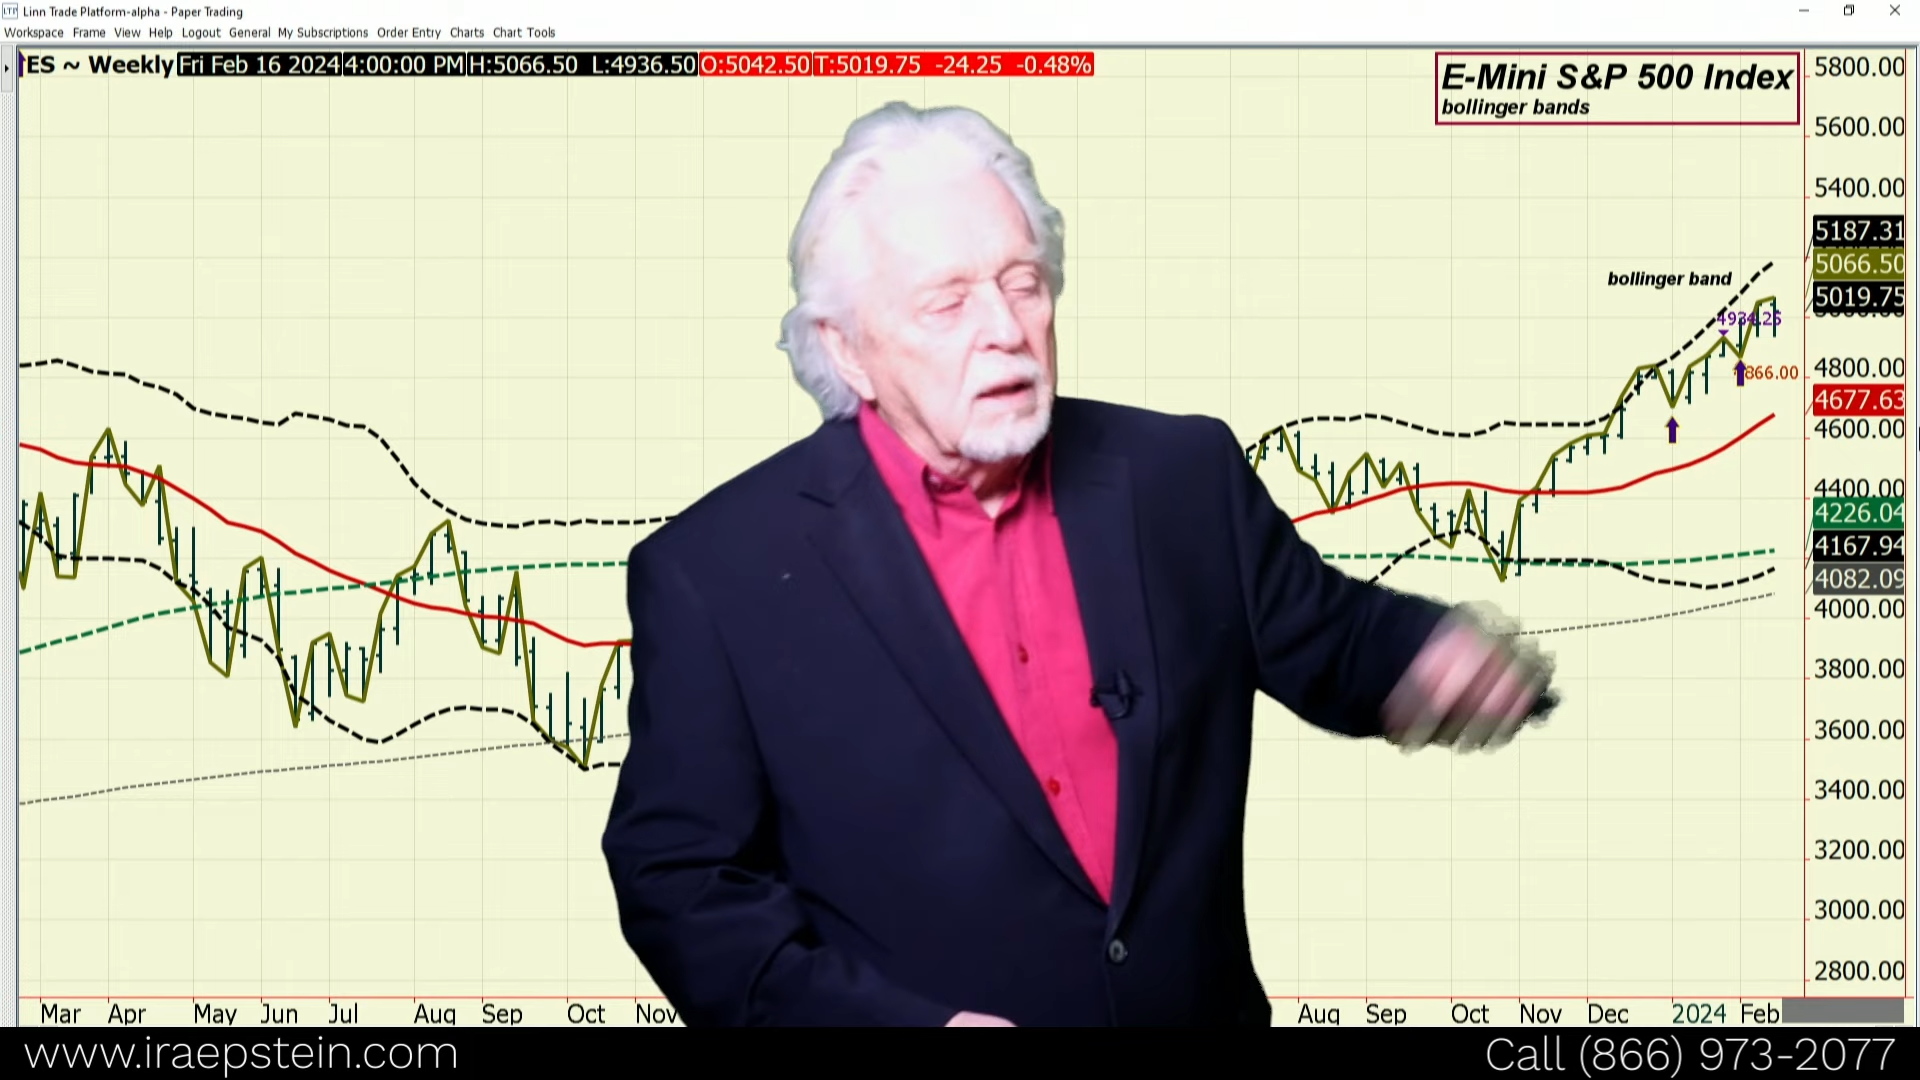 LTP Linn Trade Platform-alpha - Paper Trading
Workspace Frame View Help Logout General My Subscriptions Order Entry Charts Chart Tools
ES ~ Weekly Fri Feb 16 2024 4:00:00 PM H:5066.50 L:4936.50 O:5042.50 T:5019.75 -24.25 -0.48%
E-Mini S&P 500 Index
bollinger bands
5800.00
5600.00
5400.00
5187.31
bollinger band
5066.50
5019.75
4934.25
4800.00
866.00
4677.63
4600.00
4400.00
4226.04
4167.94
4082.09
4000.00
3800.00
3600.00
3400.00
3200.00
3000.00
2800.00
Mar Apr May Jun Jul Aug Sep Oct Nov Aug Sep Oct Nov Dec 2024 Feb
www.iraepstein.com
Call (866) 973-2077